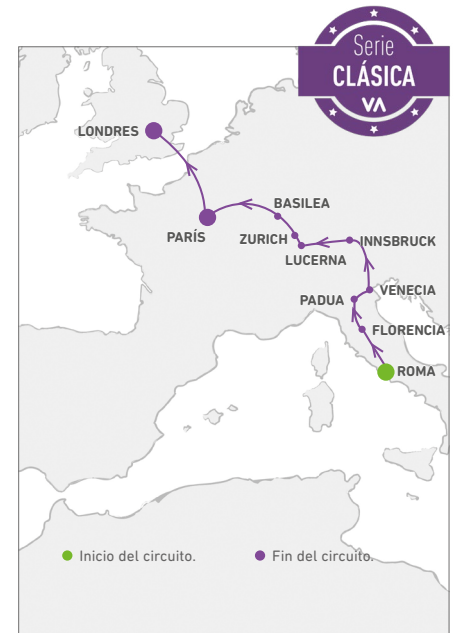 Serie
CLÁSICA
VA
LONDRES
BASILEA
PARÍS
ZURICH
INNSBRUCK
LUCERNA
VENECIA
PADUA
FLORENCIA
ROMA
Inicio del circuito.
Fin del circuito.